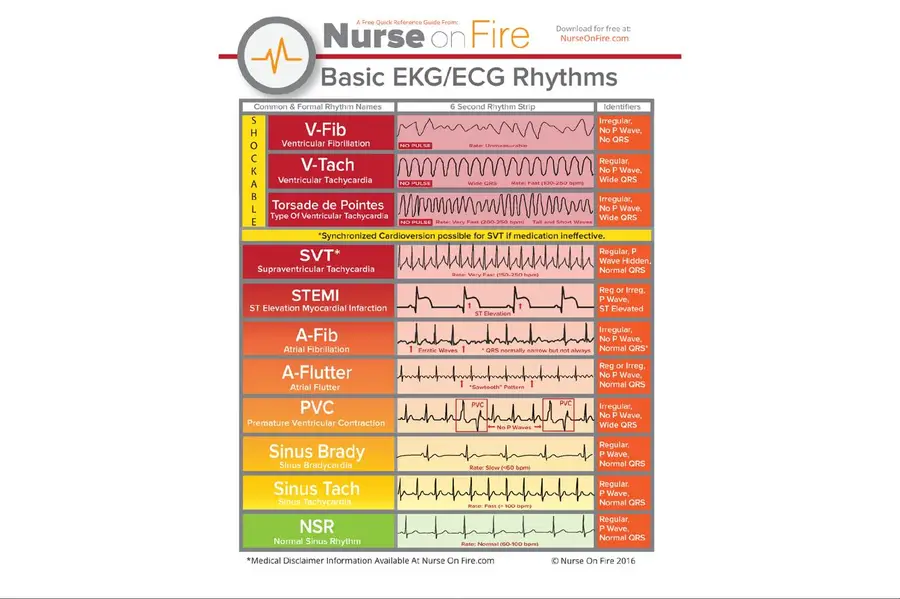 A Free Quick Reference Guide From:
Nurse on Fire
Download for free at:
NurseOnFire.com
Basic EKG/ECG Rhythms
Common & Formal Rhythm Names
6 Second Rhythm Strip
Identifiers
SHOCKABLE
V-Fib
Ventricular Fibrillation
NO PULSE
Rate: Unmeasurable
Irregular,
No P Wave,
No QRS
V-Tach
Ventricular Tachycardia
NO PULSE
Wide QRS
Rate: Fast (100-250 bpm)
Regular,
No P Wave,
Wide QRS
Torsade de Pointes
Type Of Ventricular Tachycardia
NO PULSE
Rate: Very Fast (200-250 bpm)
Tall and Short Waves
Irregular,
No P Wave,
Wide QRS
*Synchronized Cardioversion possible for SVT if medication ineffective.
SVT*
Supraventricular Tachycardia
Rate: Very Fast (150-250 bpm)
Regular, P
Wave Hidden,
Normal QRS
STEMI
ST Elevation Myocardial Infarction
ST Elevation
Reg or Irreg,
P Wave,
ST Elevated
A-Fib
Atrial Fibrillation
Erratic Waves
* QRS normally narrow but not always
Irregular,
No P Wave,
Normal QRS*
A-Flutter
Atrial Flutter
"Sawtooth" Pattern
Reg or Irreg,
No P Wave,
Normal QRS
PVC
Premature Ventricular Contraction
PVC
PVC
No P Waves
Irregular,
No P Wave,
Wide QRS
Sinus Brady
Sinus Bradycardia
Rate: Slow (<60 bpm)
Regular,
P Wave,
Normal QRS
Sinus Tach
Sinus Tachycardia
Rate: Fast (> 100 bpm)
Regular,
P Wave,
Normal QRS
NSR
Normal Sinus Rhythm
Rate: Normal (60-100 bpm)
Regular,
P Wave,
Normal QRS
*Medical Disclaimer Information Available At Nurse On Fire.com
© Nurse On Fire 2016